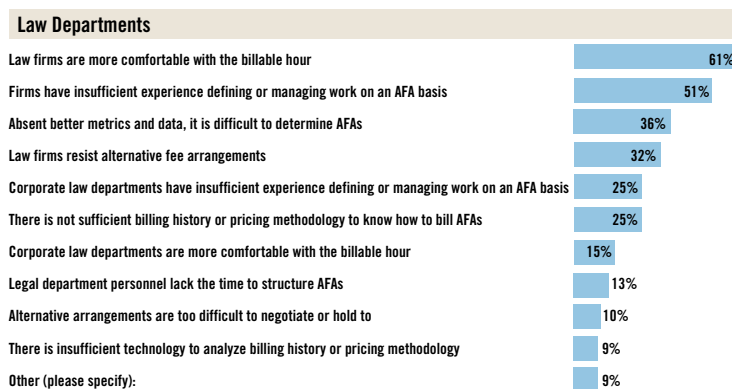 Law Departments
Law firms are more comfortable with the billable hour 61%
Firms have insufficient experience defining or managing work on an AFA basis 51%
Absent better metrics and data, it is difficult to determine AFAs 36%
Law firms resist alternative fee arrangements 32%
Corporate law departments have insufficient experience defining or managing work on an AFA basis 25%
There is not sufficient billing history or pricing methodology to know how to bill AFAs 25%
Corporate law departments are more comfortable with the billable hour 15%
Legal department personnel lack the time to structure AFAs 13%
Alternative arrangements are too difficult to negotiate or hold to 10%
There is insufficient technology to analyze billing history or pricing methodology 9%
Other (please specify): 9%